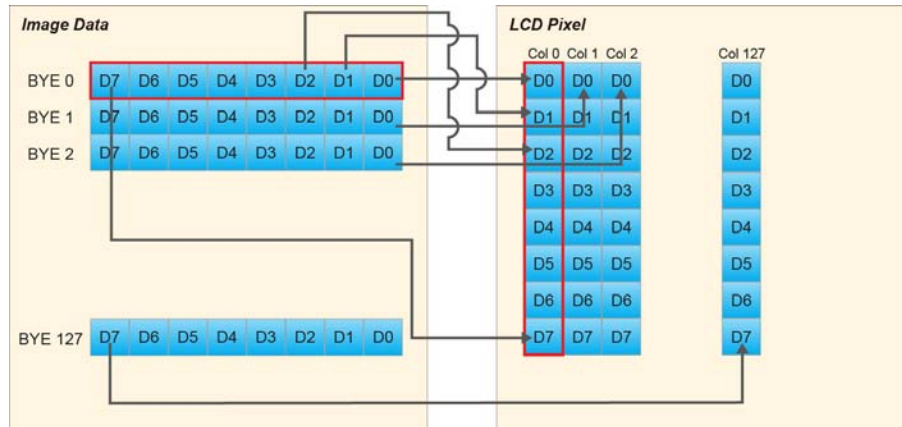 Image Data
LCD Pixel
Col 0 Col 1 Col 2 Col 127
BYE 0 D7 D6 D5 D4 D3 D2 D1 D0 D0 D0 D0 D0
BYE 1 D7 D6 D5 D4 D3 D2 D1 D0 D1 D1 D1 D1
BYE 2 D7 D6 D5 D4 D3 D2 D1 D0 D2 D2 D2 D2
D3 D3 D3 D3
D4 D4 D4 D4
D5 D5 D5 D5
D6 D6 D6 D6
BYE 127 D7 D6 D5 D4 D3 D2 D1 D0 D7 D7 D7 D7